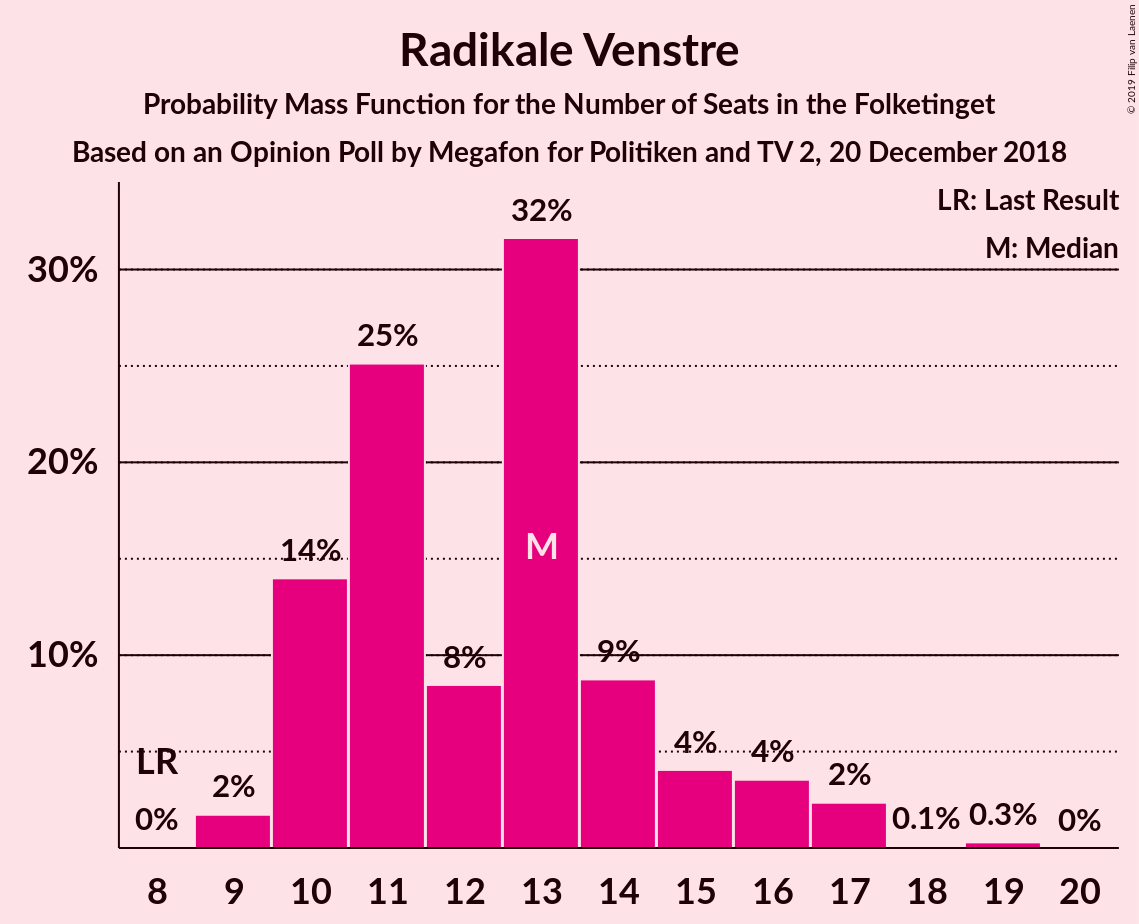 Radikale Venstre
Probability Mass Function for the Number of Seats in the Folketinget
Based on an Opinion Poll by Megafon for Politiken and TV 2, 20 December 2018
© 2019 Filip van Laenen
LR: Last Result
M: Median
30%
20%
10%
LR
0%
2%
14%
25%
8%
32%
M
9%
4%
4%
2%
0.1%
0.3%
0%
8 9 10 11 12 13 14 15 16 17 18 19 20